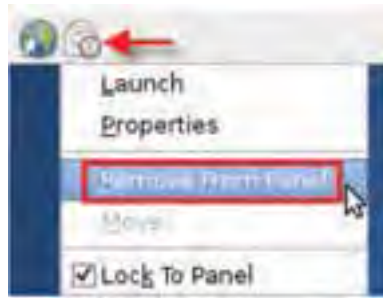 Launch
Properties
Remove From Panel
Move
Lock To Panel